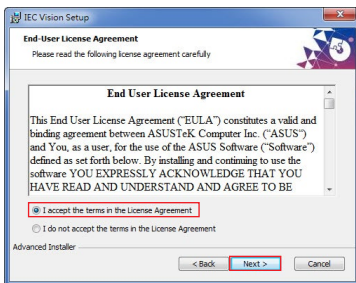 IEC Vision Setup
End-User License Agreement
Please read the following license agreement carefully
End User License Agreement
This End User License Agreement ("EULA") constitutes a valid and
binding agreement between ASUSTeK Computer Inc. ("ASUS")
and You, as a user, for the use of the ASUS Software ("Software")
defined as set forth below. By installing and continuing to use the
software YOU EXPRESSLY ACKNOWLEDGE THAT YOU
HAVE READ AND UNDERSTAND AND AGREE TO BE
I accept the terms in the License Agreement
I do not accept the terms in the License Agreement
Advanced Installer
< Back Next > Cancel